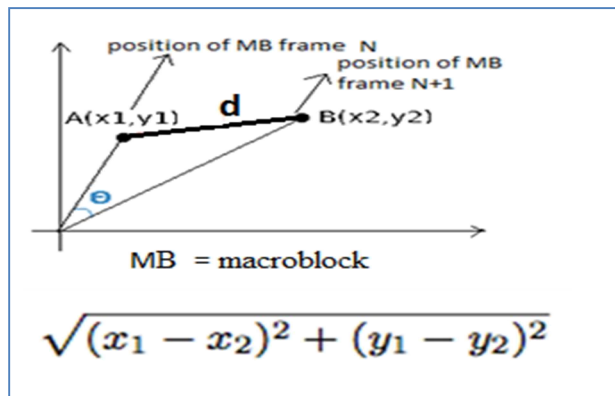 position of MB frame N
position of MB
frame N+1
d
A(x1,y1)
B(x2,y2)
Θ
MB = macroblock
√(x₁ − x₂)² + (y₁ − y₂)²